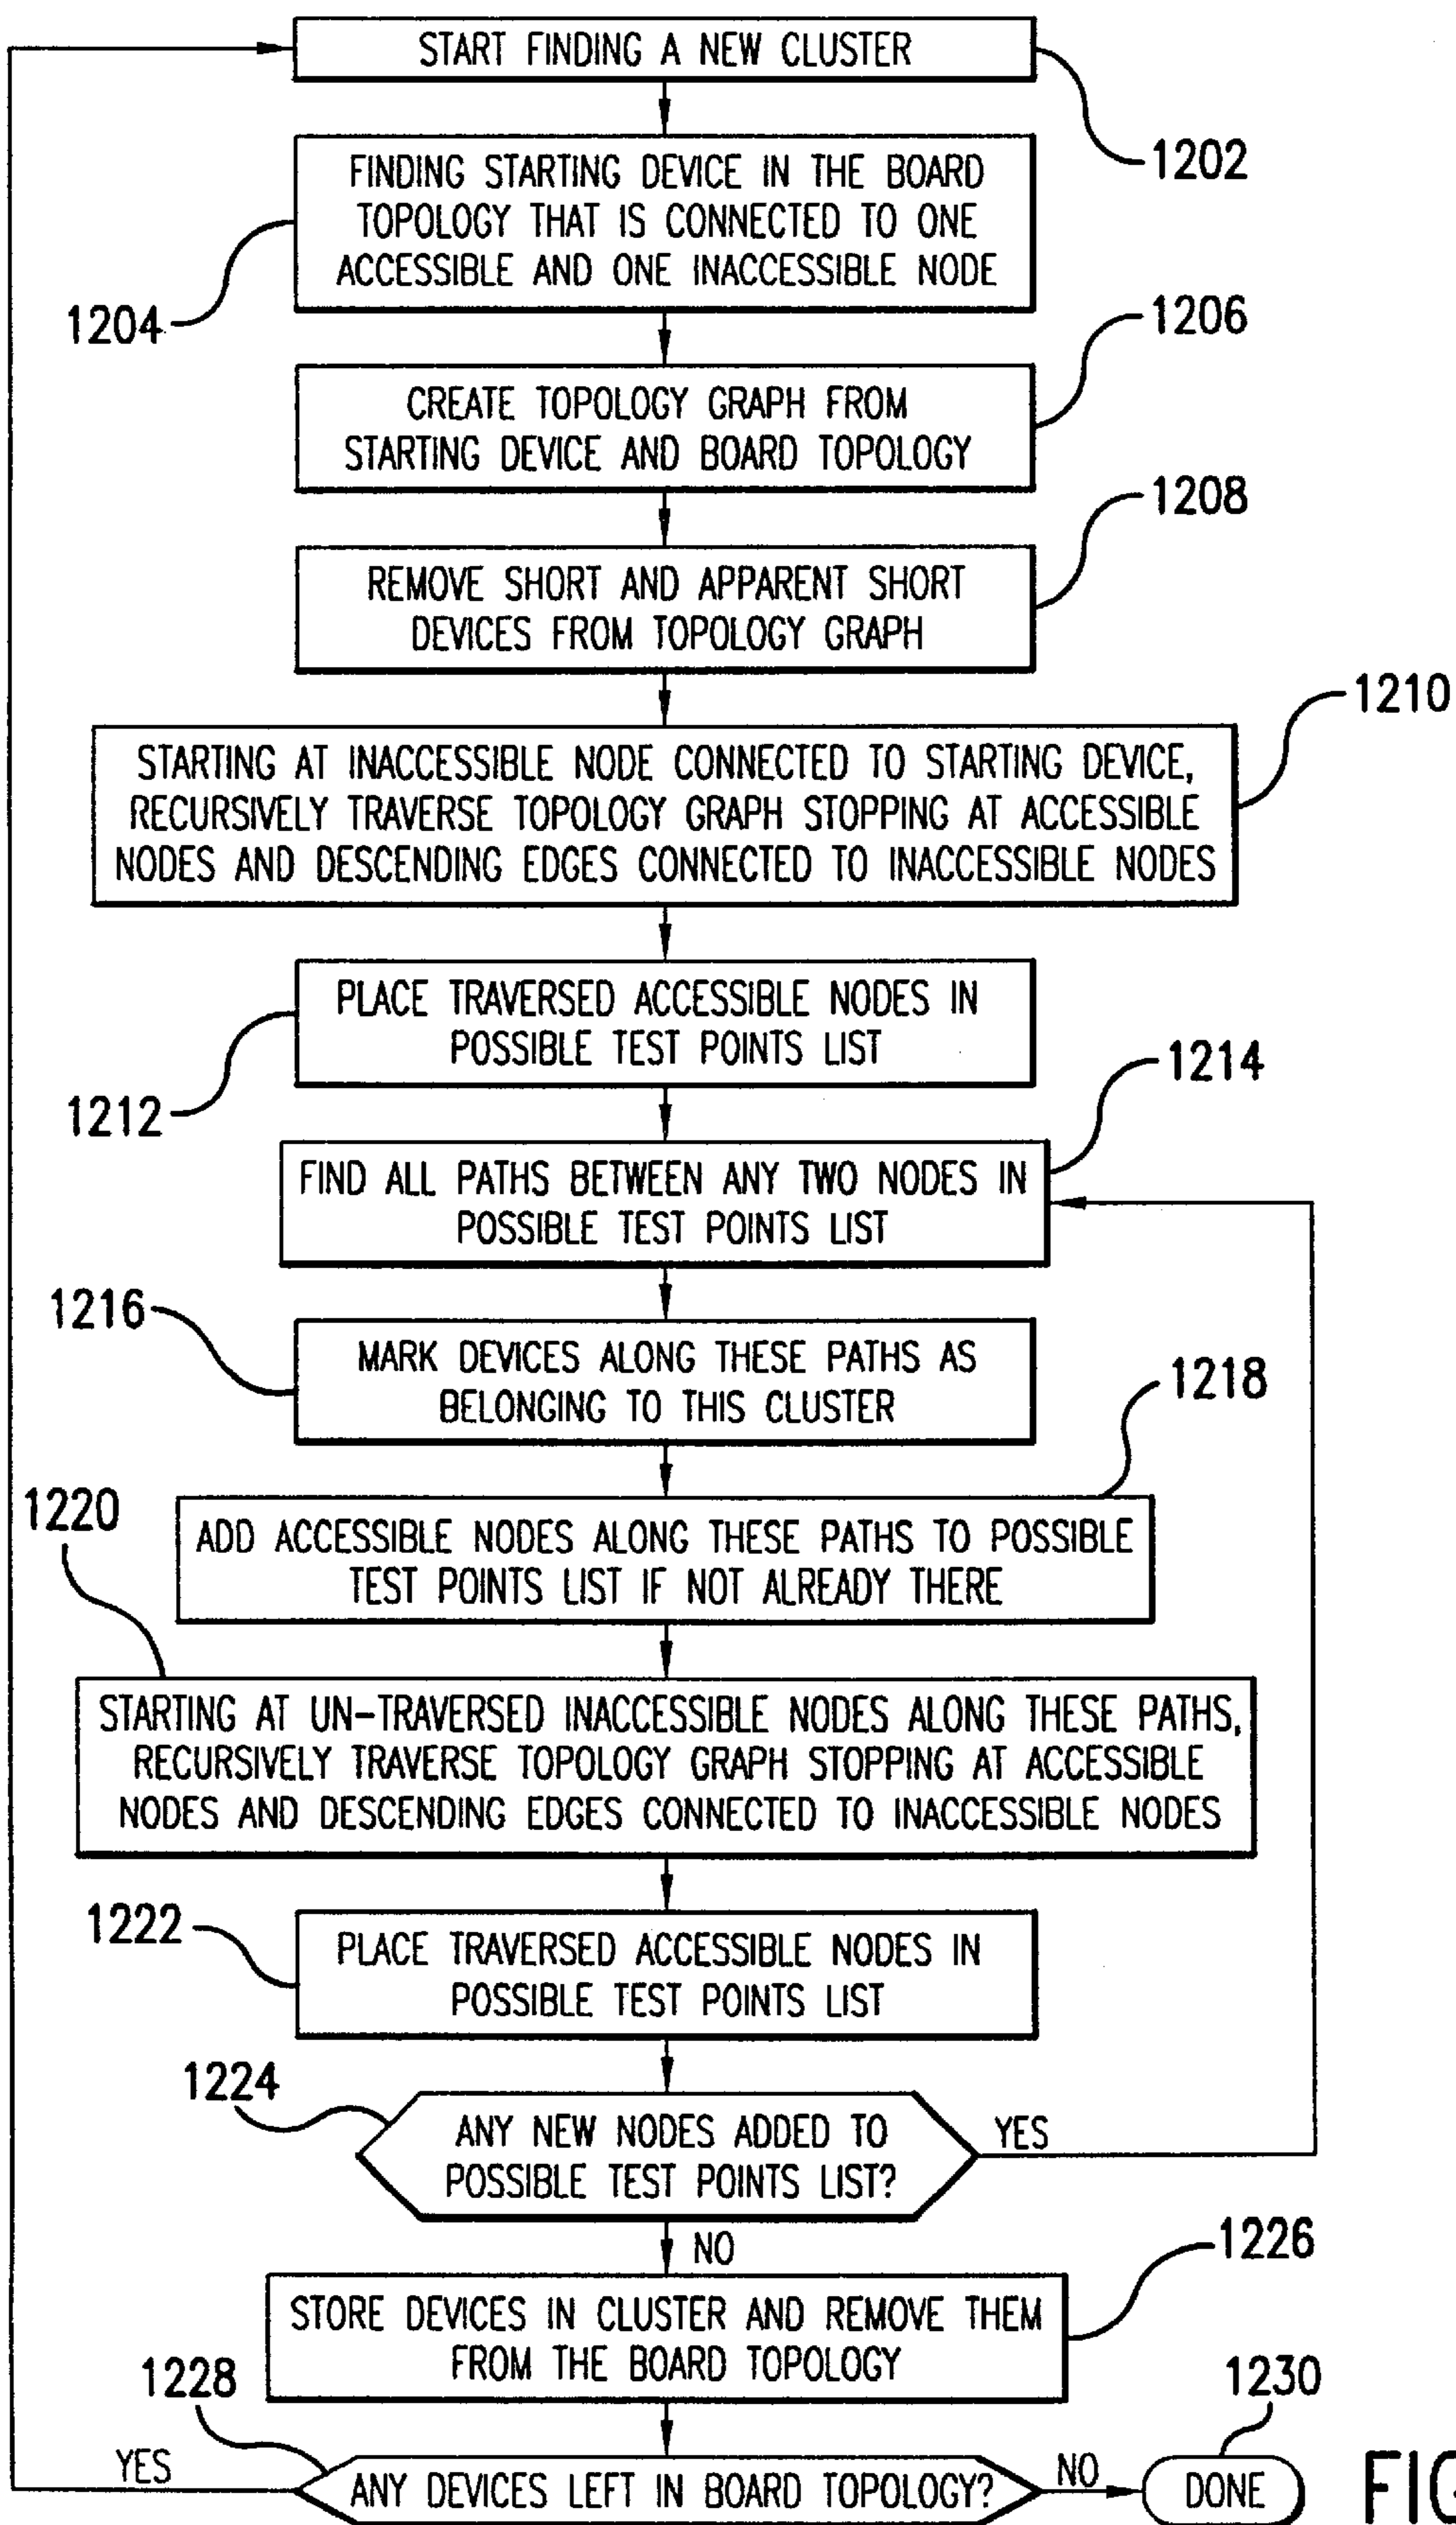 START FINDING A NEW CLUSTER
1202
FINDING STARTING DEVICE IN THE BOARD
TOPOLOGY THAT IS CONNECTED TO ONE
ACCESSIBLE AND ONE INACCESSIBLE NODE
1204
1206
CREATE TOPOLOGY GRAPH FROM
STARTING DEVICE AND BOARD TOPOLOGY
1208
REMOVE SHORT AND APPARENT SHORT
DEVICES FROM TOPOLOGY GRAPH
1210
STARTING AT INACCESSIBLE NODE CONNECTED TO STARTING DEVICE,
RECURSIVELY TRAVERSE TOPOLOGY GRAPH STOPPING AT ACCESSIBLE
NODES AND DESCENDING EDGES CONNECTED TO INACCESSIBLE NODES
PLACE TRAVERSED ACCESSIBLE NODES IN
POSSIBLE TEST POINTS LIST
1212
1214
FIND ALL PATHS BETWEEN ANY TWO NODES IN
POSSIBLE TEST POINTS LIST
1216
MARK DEVICES ALONG THESE PATHS AS
BELONGING TO THIS CLUSTER
1218
1220
ADD ACCESSIBLE NODES ALONG THESE PATHS TO POSSIBLE
TEST POINTS LIST IF NOT ALREADY THERE
STARTING AT UN-TRAVERSED INACCESSIBLE NODES ALONG THESE PATHS,
RECURSIVELY TRAVERSE TOPOLOGY GRAPH STOPPING AT ACCESSIBLE
NODES AND DESCENDING EDGES CONNECTED TO INACCESSIBLE NODES
1222
PLACE TRAVERSED ACCESSIBLE NODES IN
POSSIBLE TEST POINTS LIST
1224
ANY NEW NODES ADDED TO
POSSIBLE TEST POINTS LIST?
YES
NO
1226
STORE DEVICES IN CLUSTER AND REMOVE THEM
FROM THE BOARD TOPOLOGY
1228
1230
YES
ANY DEVICES LEFT IN BOARD TOPOLOGY?
NO
DONE